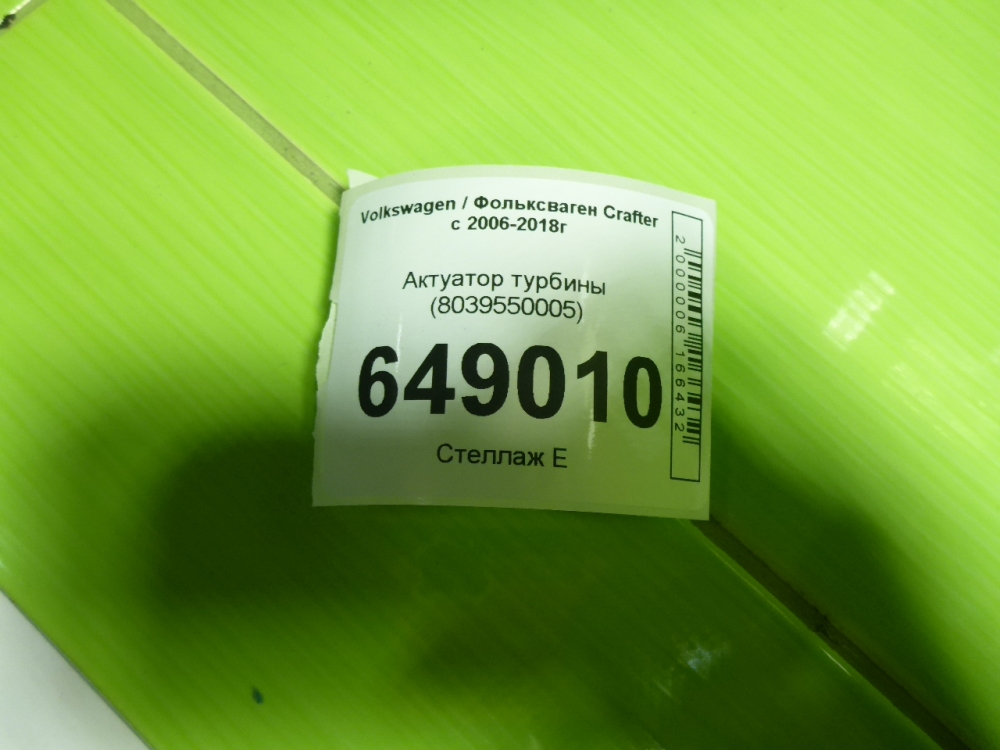 Volkswagen / Фольксваген Crafter
с 2006-2018г
Актуатор турбины
(8039550005)
649010
Стеллаж Е
2000006166432